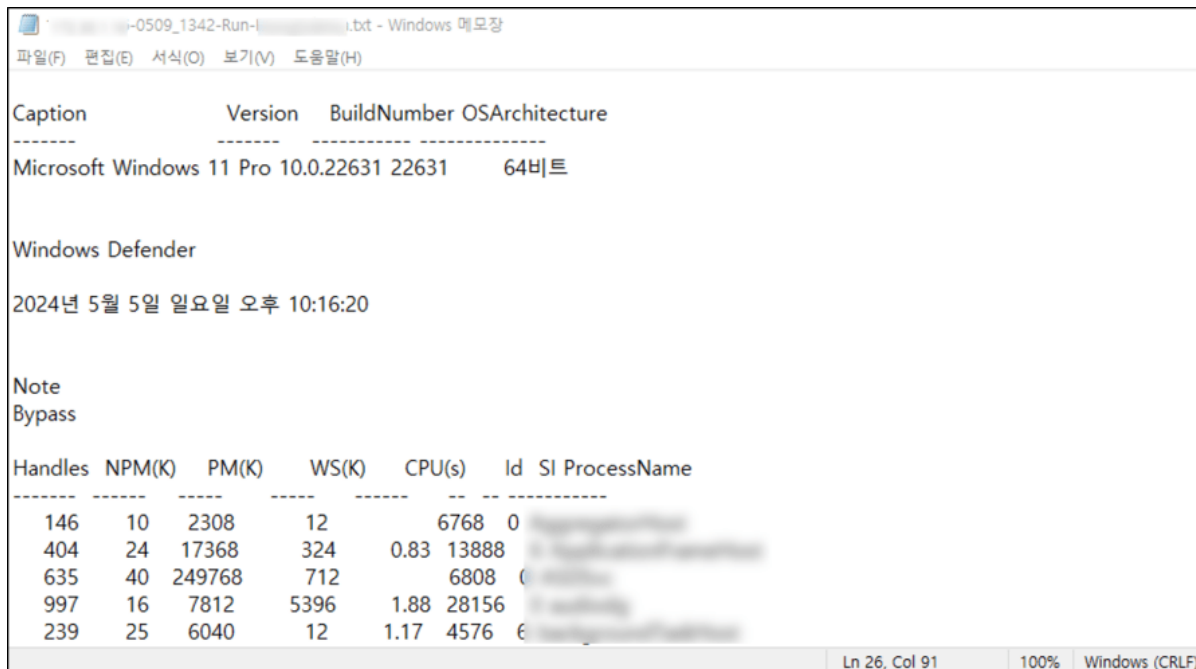 -0509_1342-Run- .txt - Windows 메모장
파일(F) 편집(E) 서식(O) 보기(V) 도움말(H)
Caption Version BuildNumber OSArchitecture
------- ------- ----------- --------------
Microsoft Windows 11 Pro 10.0.22631 22631 64비트
Windows Defender
2024년 5월 5일 일요일 오후 10:16:20
Note
Bypass
Handles NPM(K) PM(K) WS(K) CPU(s) Id SI ProcessName
------- ------ ----- ----- ------ -- -- -----------
146 10 2308 12 6768 0
404 24 17368 324 0.83 13888
635 40 249768 712 6808
997 16 7812 5396 1.88 28156
239 25 6040 12 1.17 4576 6
Ln 26, Col 91 100% Windows (CRLF)